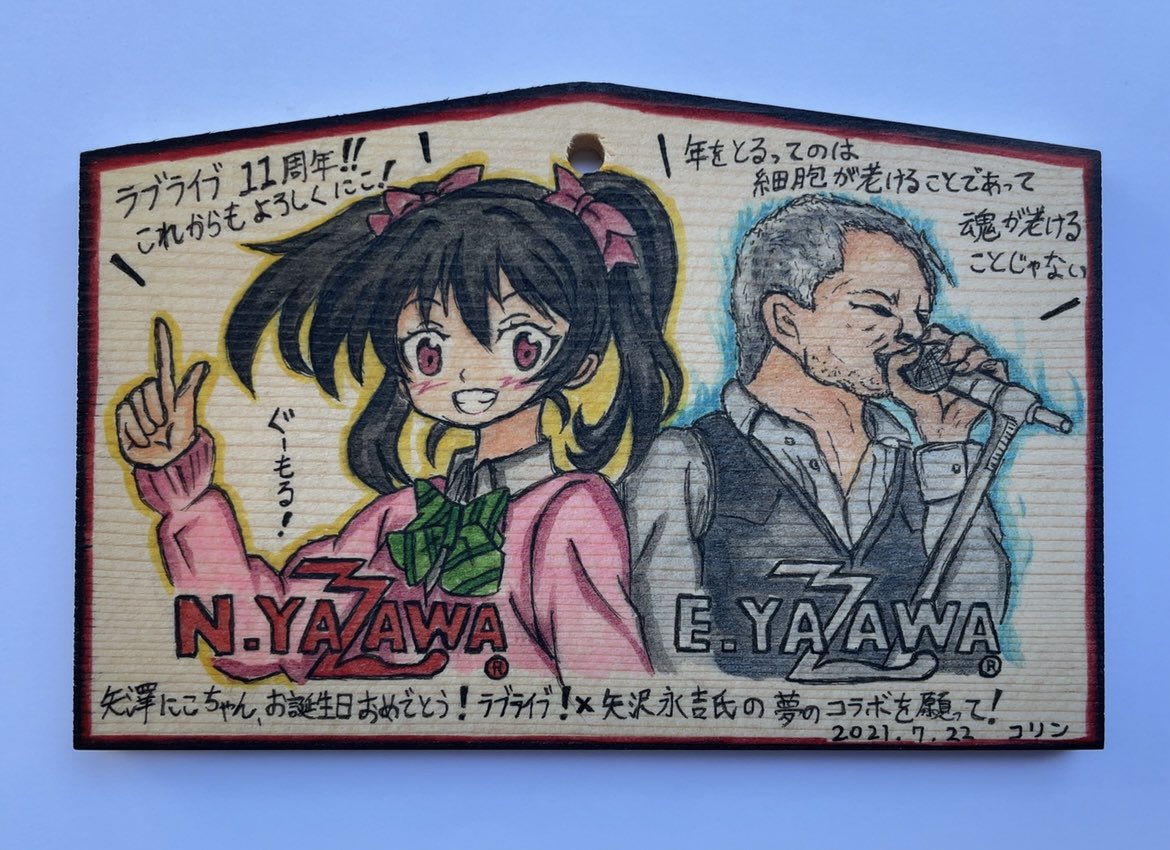 ラブライブ 11周年!!
これからもよろしくにこ!
年をとるってのは
細胞が老けることであって
魂が老ける
ことじゃない
ぐーもる!
N.YAZAWA®
E.YAZAWA®
矢澤にこちゃん、お誕生日おめでとう!ラブライブ!×矢沢永吉氏の夢のコラボを願って!
2021.7.22 コリン